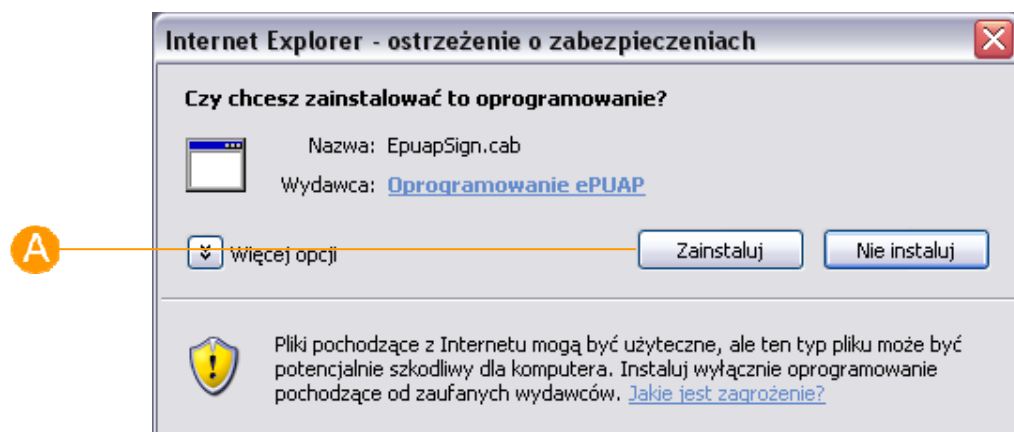 Internet Explorer - ostrzeżenie o zabezpieczeniach
Czy chcesz zainstalować to oprogramowanie?
Nazwa: EpuapSign.cab
Wydawca: Oprogramowanie ePUAP
A
Więcej opcji Zainstaluj Nie instaluj
Pliki pochodzące z Internetu mogą być użyteczne, ale ten typ pliku może być
potencjalnie szkodliwy dla komputera. Instaluj wyłącznie oprogramowanie
pochodzące od zaufanych wydawców. Jakie jest zagrożenie?